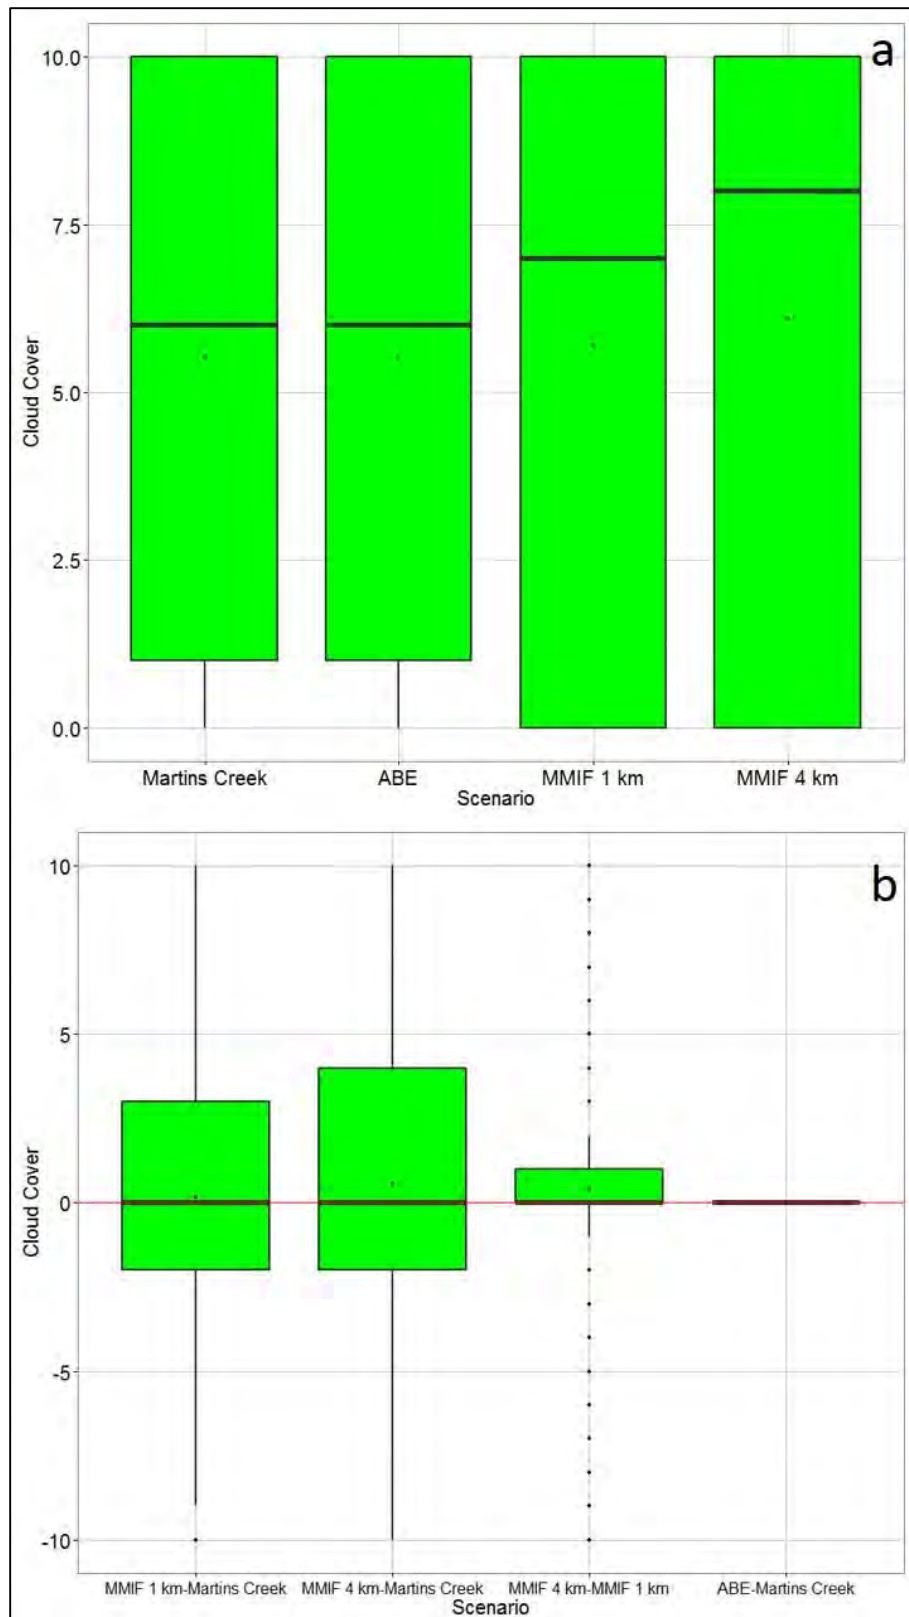 a
10.0
7.5
5.0
2.5
0.0
Cloud Cover
Martins Creek ABE MMIF 1 km MMIF 4 km
Scenario
b
10
5
0
-5
-10
Cloud Cover
MMIF 1 km-Martins Creek MMIF 4 km-Martins Creek MMIF 4 km-MMIF 1 km ABE-Martins Creek
Scenario